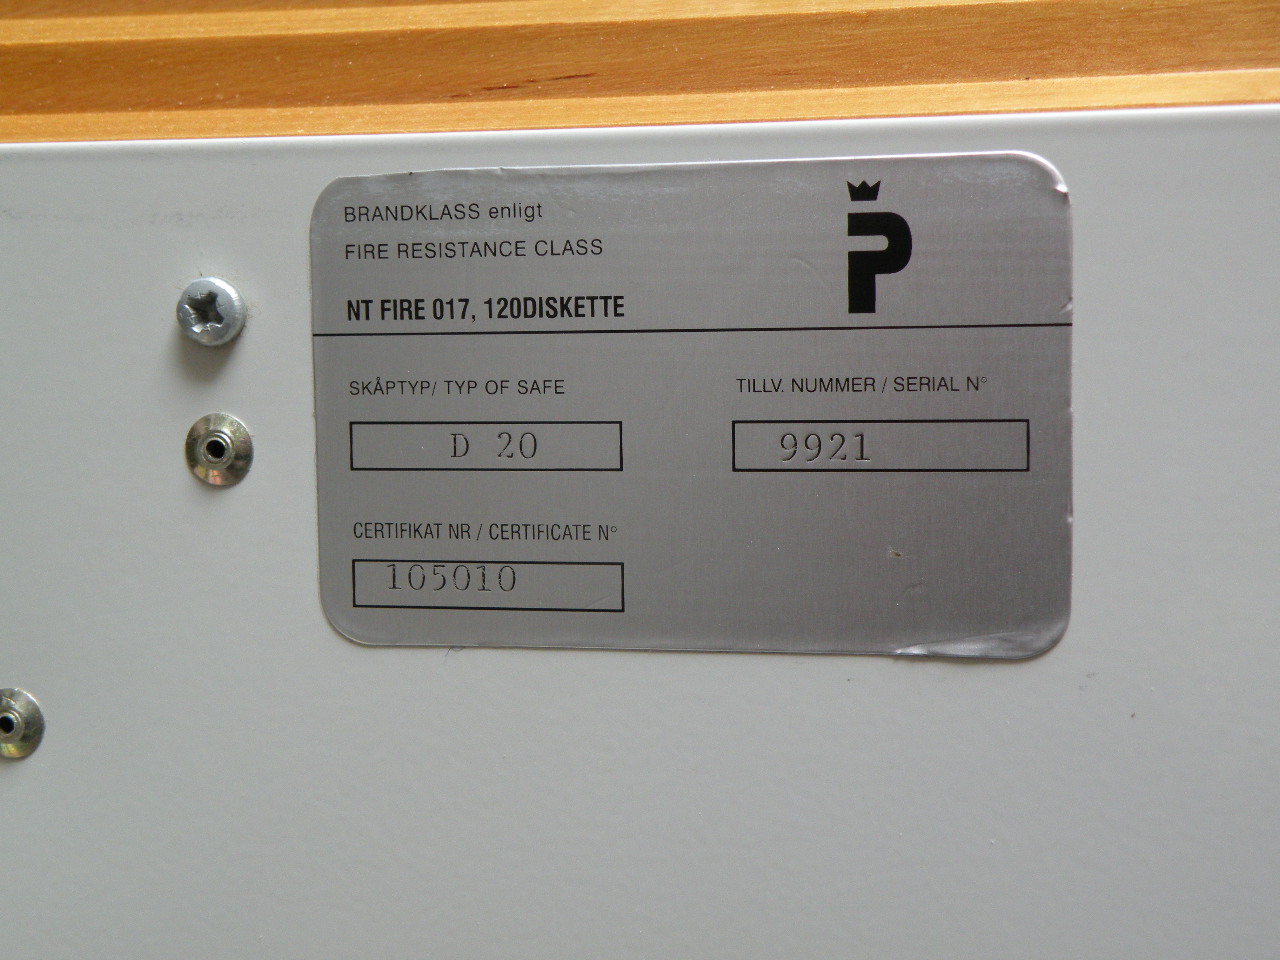 BRANDKLASS enligt
FIRE RESISTANCE CLASS
NT FIRE 017, 120DISKETTE
P
SKÅPTYP/ TYP OF SAFE
TILLV. NUMMER / SERIAL N°
D 20
9921
CERTIFIKAT NR / CERTIFICATE N°
105010